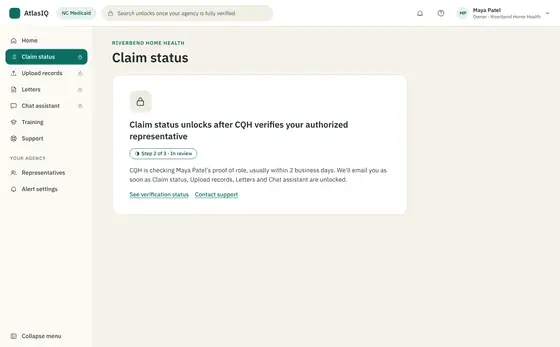 AtlasIQ
NC Medicaid
Search unlocks once your agency is fully verified
MP
Maya Patel
Owner · Riverbend Home Health
Home
Claim status
Upload records
Letters
Chat assistant
Training
Support
YOUR AGENCY
Representatives
Alert settings
Collapse menu
RIVERBEND HOME HEALTH
Claim status
Claim status unlocks after CQH verifies your authorized
representative
Step 2 of 3 · In review
CQH is checking Maya Patel's proof of role, usually within 2 business days. We'll email you as
soon as Claim status, Upload records, Letters and Chat assistant are unlocked.
See verification status Contact support